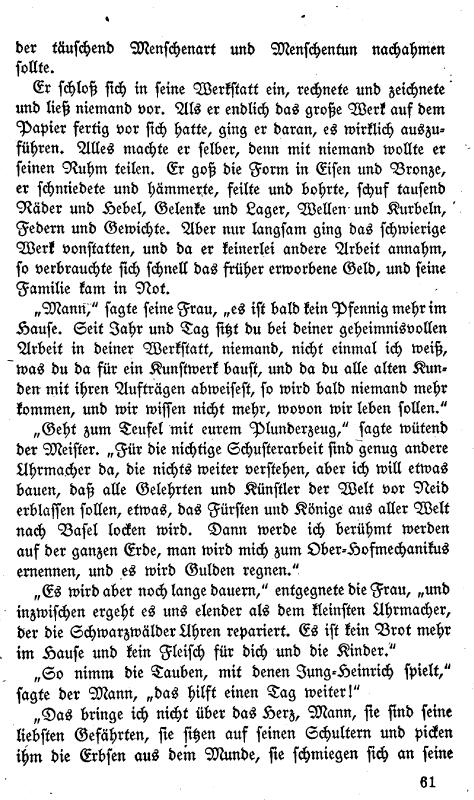 der täuschend Menschenart und Menschentun nachahmen
sollte.
Er schloß sich in seine Werkstatt ein, rechnete und zeichnete
und ließ niemand vor. Als er endlich das große Werk auf dem
Papier fertig vor sich hatte, ging er daran, es wirklich auszu-
führen. Alles machte er selber, denn mit niemand wollte er
seinen Ruhm teilen. Er goß die Form in Eisen und Bronze,
er schmiedete und hämmerte, feilte und bohrte, schuf tausend
Räder und Hebel, Gelenke und Lager, Wellen und Kurbeln,
Federn und Gewichte. Aber nur langsam ging das schwierige
Werk vonstatten, und da er keinerlei andere Arbeit annahm,
so verbrauchte sich schnell das früher erworbene Geld, und seine
Familie kam in Not.
„Mann,“ sagte seine Frau, „es ist bald kein Pfennig mehr im
Hause. Seit Jahr und Tag sitzt du bei deiner geheimnisvollen
Arbeit in deiner Werkstatt, niemand, nicht einmal ich weiß,
was du da für ein Kunstwerk baust, und da du alle alten Kun-
den mit ihren Aufträgen abweisest, so wird bald niemand mehr
kommen, und wir wissen nicht mehr, wovon wir leben sollen.“
„Geht zum Teufel mit eurem Plunderzeug,“ sagte wütend
der Meister. „Für die nichtige Schusterarbeit sind genug andere
Uhrmacher da, die nichts weiter verstehen, aber ich will etwas
bauen, daß alle Gelehrten und Künstler der Welt vor Neid
erblassen sollen, etwas, das Fürsten und Könige aus aller Welt
nach Basel locken wird. Dann werde ich berühmt werden
auf der ganzen Erde, man wird mich zum Ober-Hofmechanikus
ernennen, und es wird Gulden regnen.“
„Es wird aber noch lange dauern,“ entgegnete die Frau, „und
inzwischen ergeht es uns elender als dem kleinsten Uhrmacher,
der die Schwarzwälder Uhren repariert. Es ist kein Brot mehr
im Hause und kein Fleisch für dich und die Kinder.“
„So nimm die Tauben, mit denen Jung-Heinrich spielt,“
sagte der Mann, „das hilft einen Tag weiter!“
„Das bringe ich nicht über das Herz, Mann, sie sind seine
liebsten Gefährten, sie sitzen auf seinen Schultern und picken
ihm die Erbsen aus dem Munde, sie schmiegen sich an seine
61